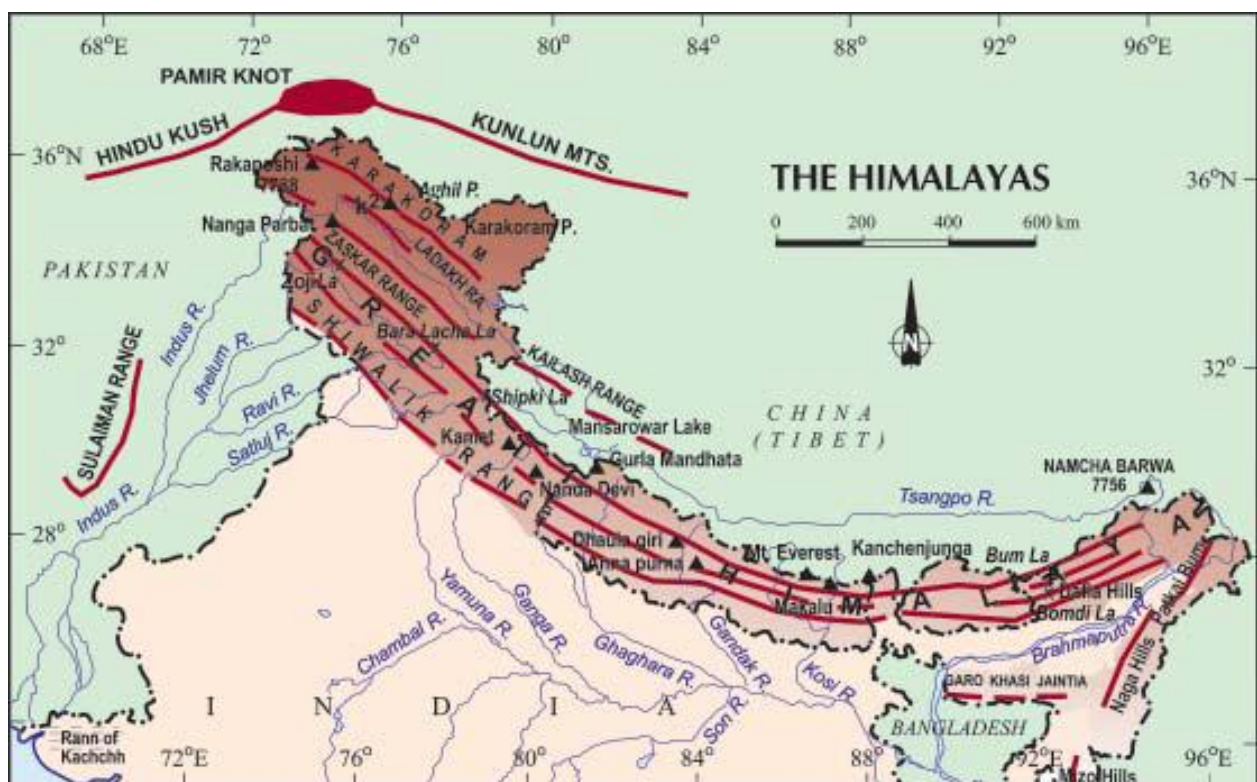 68°E 72° 76° 80° 84° 88° 92° 96°E
PAMIR KNOT
HINDU KUSH
KUNLUN MTS.
36°N
36°N
THE HIMALAYAS
0 200 400 600 km
N
Rakaposhi
7788
KARAKORAM
K2
Aghil P.
Nanga Parbat
Karakoram P.
LADAKH RA.
ZASKAR RANGE
PAKISTAN
Zoji La
GREAT HIMALAYA
SHIWALIK RANGE
Bara Lacha La
Indus R.
Jhelum R.
32°
32°
SULAIMAN RANGE
Ravi R.
Satluj R.
Shipki La
KAILASH RANGE
Mansarowar Lake
CHINA
(TIBET)
Kamet
Gurla Mandhata
Nanda Devi
NAMCHA BARWA
7756
Tsangpo R.
Indus R.
28°
28°
Dhaula giri
Anna purna
Mt. Everest
Kanchenjunga
Makalu
Bum La
Dafla Hills
Bomdi La
Patkai Bum
Brahmaputra R.
Naga Hills
Yamuna R.
Ganga R.
Chambal R.
Ghaghara R.
Gandak R.
Kosi R.
Son R.
GARO KHASI JAINTIA
BANGLADESH
INDIA
Rann of
Kachchh
Mizo Hills
72°E 76° 80° 84° 88° 92°E 96°E